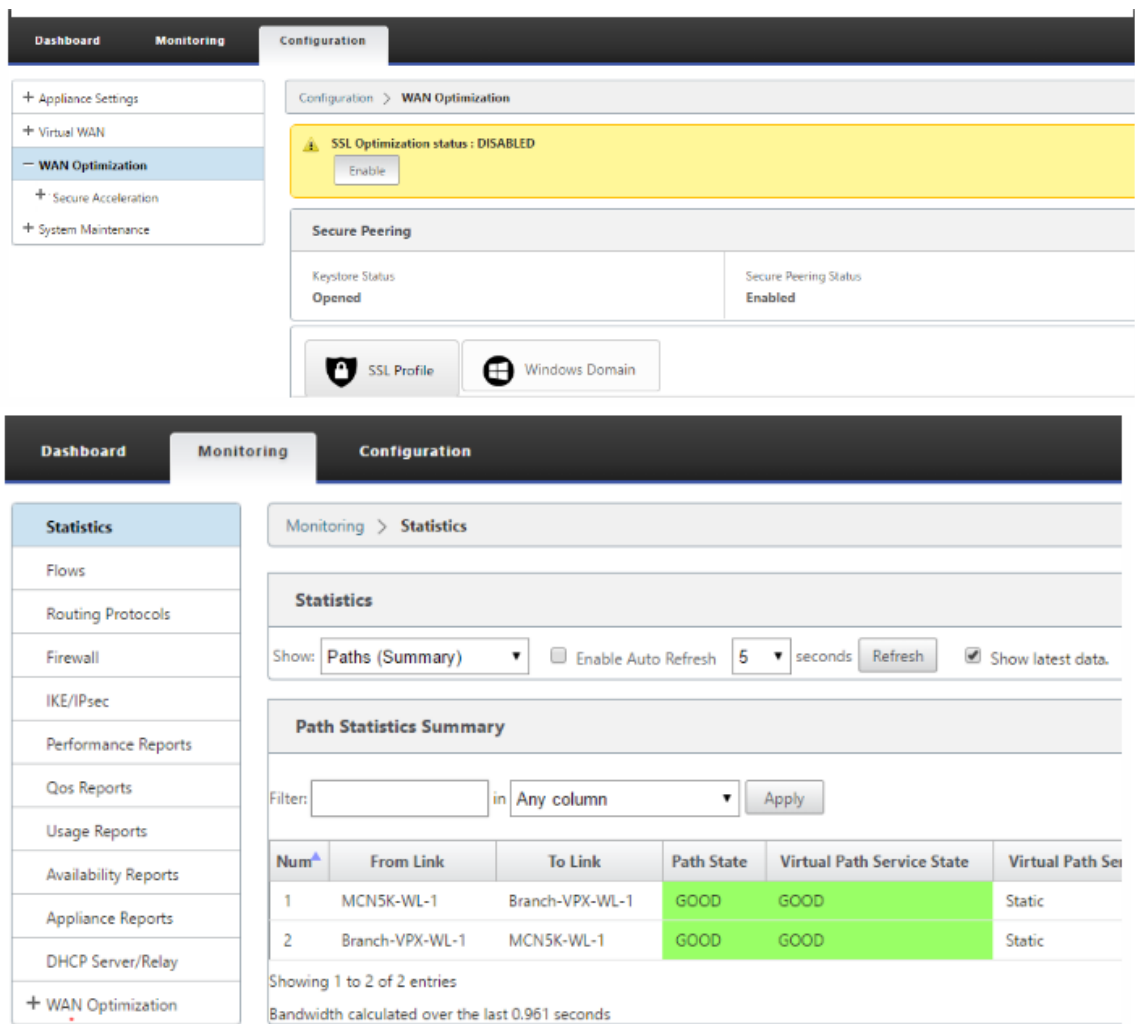 Dashboard Monitoring Configuration
+ Appliance Settings
+ Virtual WAN
− WAN Optimization
+ Secure Acceleration
+ System Maintenance
Configuration > WAN Optimization
SSL Optimization status : DISABLED
Enable
Secure Peering
Keystore Status Secure Peering Status
Opened Enabled
SSL Profile Windows Domain
Dashboard Monitoring Configuration
Statistics
Flows
Routing Protocols
Firewall
IKE/IPsec
Performance Reports
Qos Reports
Usage Reports
Availability Reports
Appliance Reports
DHCP Server/Relay
+ WAN Optimization
Monitoring > Statistics
Statistics
Show: Paths (Summary) Enable Auto Refresh 5 seconds Refresh Show latest data.
Path Statistics Summary
Filter: in Any column Apply
Num From Link To Link Path State Virtual Path Service State Virtual Path Ser
1 MCN5K-WL-1 Branch-VPX-WL-1 GOOD GOOD Static
2 Branch-VPX-WL-1 MCN5K-WL-1 GOOD GOOD Static
Showing 1 to 2 of 2 entries
Bandwidth calculated over the last 0.961 seconds